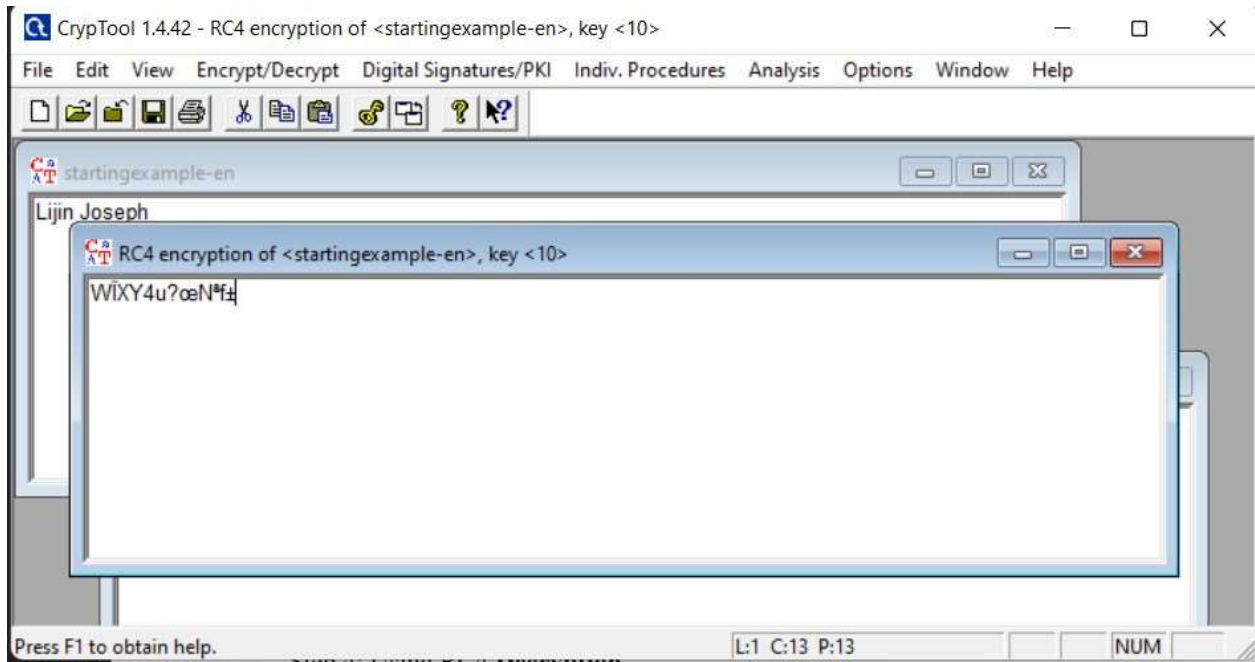 CrypTool 1.4.42 - RC4 encryption of <startingexample-en>, key <10>
File Edit View Encrypt/Decrypt Digital Signatures/PKI Indiv. Procedures Analysis Options Window Help
startingexample-en
Lijin Joseph
RC4 encryption of <startingexample-en>, key <10>
WÏXY4u?œNªf±
Press F1 to obtain help.
L:1 C:13 P:13
NUM